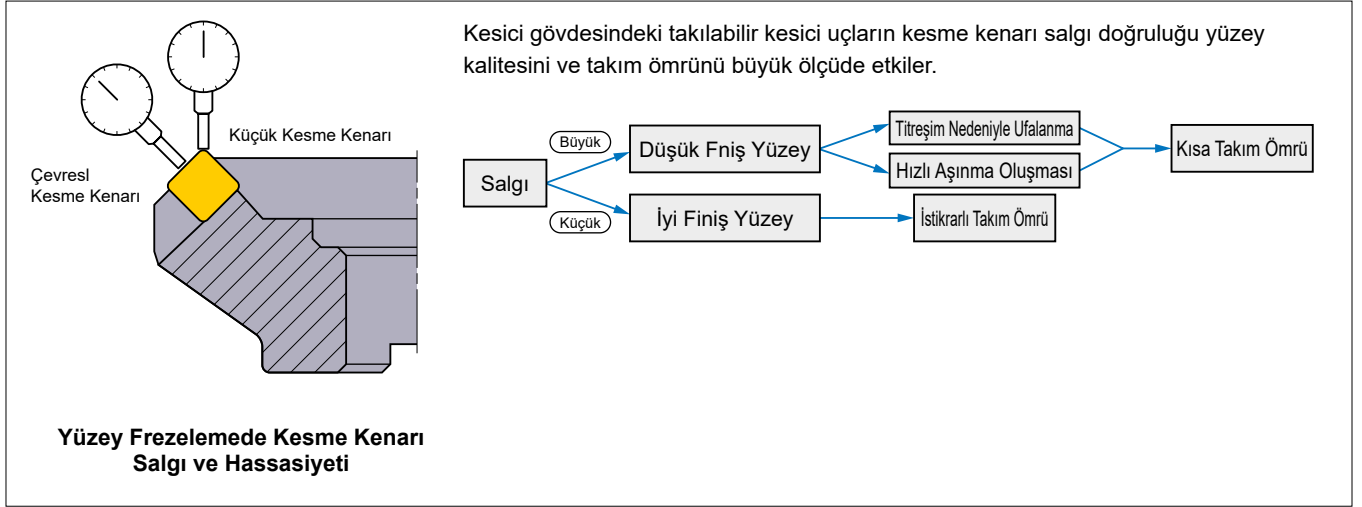 Kesici gövdesindeki takılabilir kesici uçların kesme kenarı salgı doğruluğu yüzey
kalitesini ve takım ömrünü büyük ölçüde etkiler.
Küçük Kesme Kenarı
Çevresl
Kesme Kenarı
Salgı
Büyük
Küçük
Düşük Fniş Yüzey
İyi Finiş Yüzey
Titreşim Nedeniyle Ufalanma
Hızlı Aşınma Oluşması
İstikrarlı Takım Ömrü
Kısa Takım Ömrü
Yüzey Frezelemede Kesme Kenarı
Salgı ve Hassasiyeti